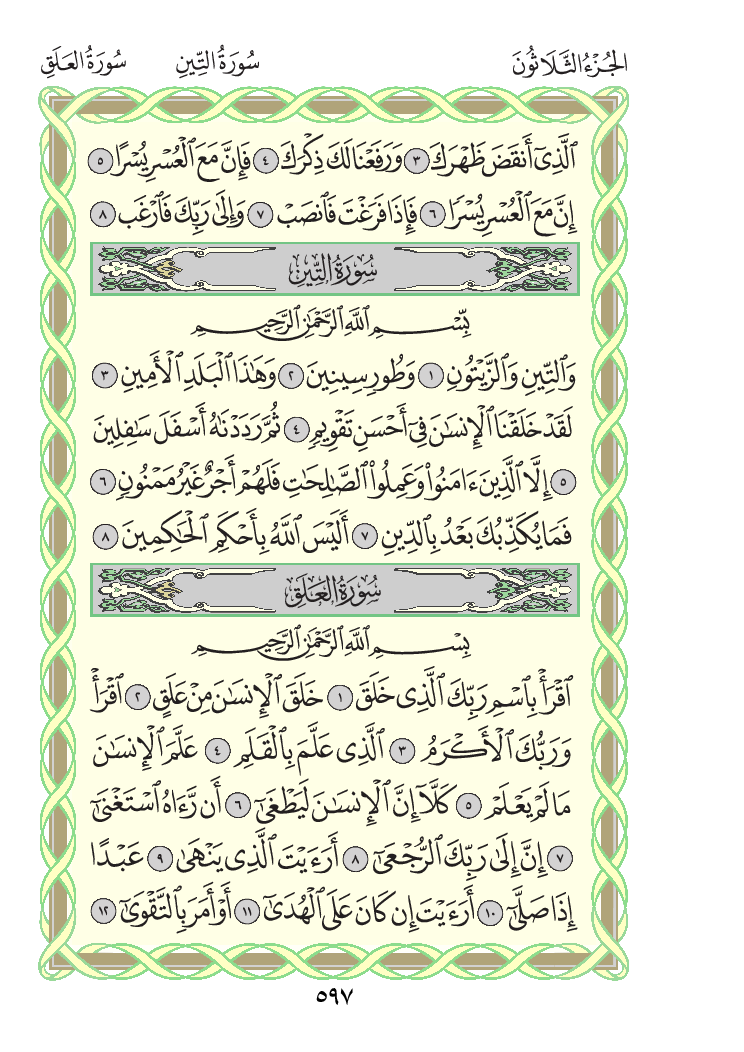 الجُزْءُ الثَّلَاثُونَ سُورَةُ التِّينِ سُورَةُ العَلَقِ
ٱلَّذِىٓ أَنقَضَ ظَهْرَكَ ٣ وَرَفَعْنَا لَكَ ذِكْرَكَ ٤ فَإِنَّ مَعَ ٱلْعُسْرِ يُسْرًا ٥
إِنَّ مَعَ ٱلْعُسْرِ يُسْرًا ٦ فَإِذَا فَرَغْتَ فَٱنصَبْ ٧ وَإِلَىٰ رَبِّكَ فَٱرْغَب ٨
سُورَةُ التِّينِ
بِّسْمِ ٱللَّهِ ٱلرَّحْمَٰنِ ٱلرَّحِيمِ
وَٱلتِّينِ وَٱلزَّيْتُونِ ١ وَطُورِ سِينِينَ ٢ وَهَٰذَا ٱلْبَلَدِ ٱلْأَمِينِ ٣
لَقَدْ خَلَقْنَا ٱلْإِنسَٰنَ فِىٓ أَحْسَنِ تَقْوِيمٍ ٤ ثُمَّ رَدَدْنَٰهُ أَسْفَلَ سَٰفِلِينَ
٥ إِلَّا ٱلَّذِينَ ءَامَنُوا۟ وَعَمِلُوا۟ ٱلصَّٰلِحَٰتِ فَلَهُمْ أَجْرٌ غَيْرُ مَمْنُونٍ ٦
فَمَا يُكَذِّبُكَ بَعْدُ بِٱلدِّينِ ٧ أَلَيْسَ ٱللَّهُ بِأَحْكَمِ ٱلْحَٰكِمِينَ ٨
سُورَةُ العَلَقِ
بِسْمِ ٱللَّهِ ٱلرَّحْمَٰنِ ٱلرَّحِيمِ
ٱقْرَأْ بِٱسْمِ رَبِّكَ ٱلَّذِى خَلَقَ ١ خَلَقَ ٱلْإِنسَٰنَ مِنْ عَلَقٍ ٢ ٱقْرَأْ
وَرَبُّكَ ٱلْأَكْرَمُ ٣ ٱلَّذِى عَلَّمَ بِٱلْقَلَمِ ٤ عَلَّمَ ٱلْإِنسَٰنَ
مَا لَمْ يَعْلَمْ ٥ كَلَّآ إِنَّ ٱلْإِنسَٰنَ لَيَطْغَىٰٓ ٦ أَن رَّءَاهُ ٱسْتَغْنَىٰٓ
٧ إِنَّ إِلَىٰ رَبِّكَ ٱلرُّجْعَىٰٓ ٨ أَرَءَيْتَ ٱلَّذِى يَنْهَىٰ ٩ عَبْدًا
إِذَا صَلَّىٰٓ ١٠ أَرَءَيْتَ إِن كَانَ عَلَى ٱلْهُدَىٰٓ ١١ أَوْ أَمَرَ بِٱلتَّقْوَىٰٓ ١٢
٥٩٧